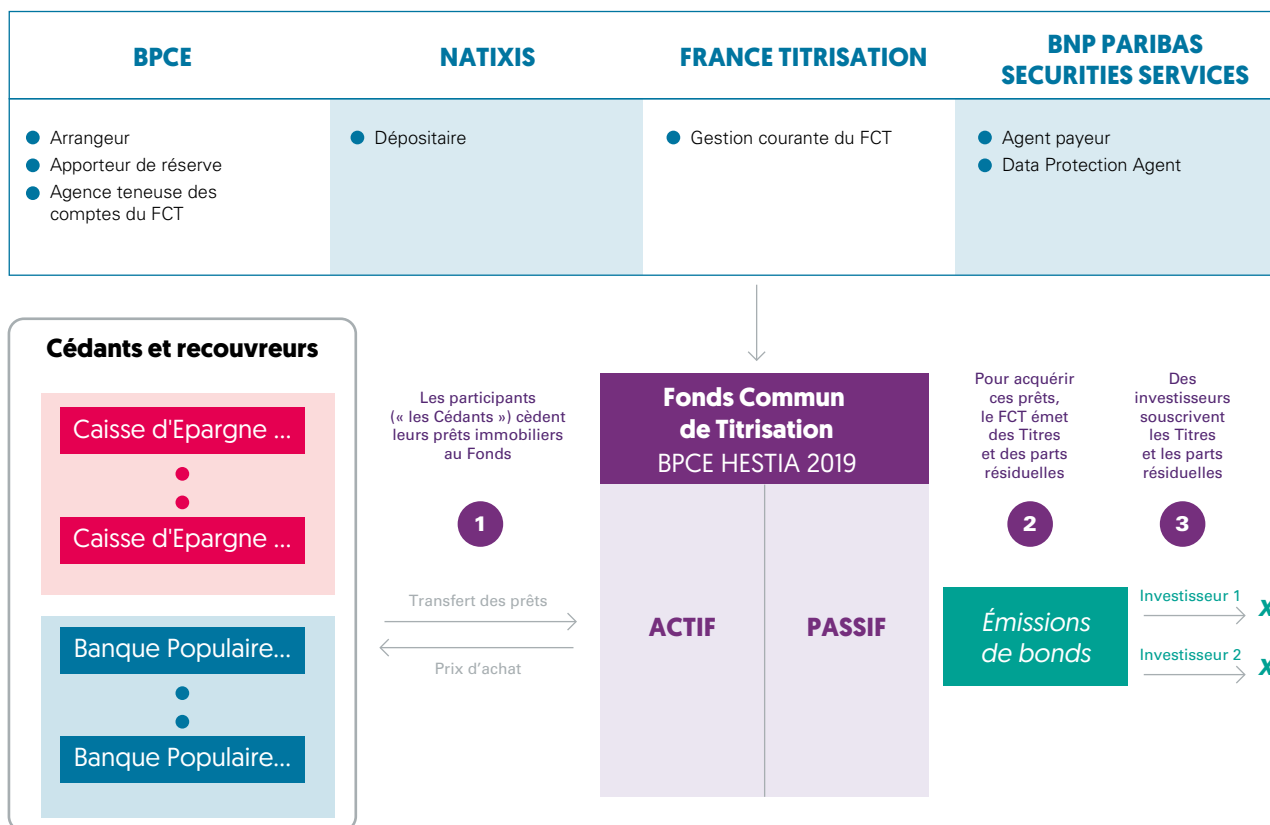 BPCE
NATIXIS
FRANCE TITRISATION
BNP PARIBAS
SECURITIES SERVICES
Arrangeur
Apporteur de réserve
Agence teneuse des
comptes du FCT
Dépositaire
Gestion courante du FCT
Agent payeur
Data Protection Agent
Cédants et recouvreurs
Caisse d'Epargne ...
Caisse d'Epargne ...
Banque Populaire...
Banque Populaire...
Les participants
(« les Cédants ») cèdent
leurs prêts immobiliers
au Fonds
1
Transfert des prêts
Prix d’achat
Fonds Commun
de Titrisation
BPCE HESTIA 2019
ACTIF
PASSIF
Pour acquérir
ces prêts,
le FCT émet
des Titres
et des parts
résiduelles
2
Des
investisseurs
souscrivent
les Titres
et les parts
résiduelles
3
Émissions
de bonds
Investisseur 1
X
Investisseur 2
X